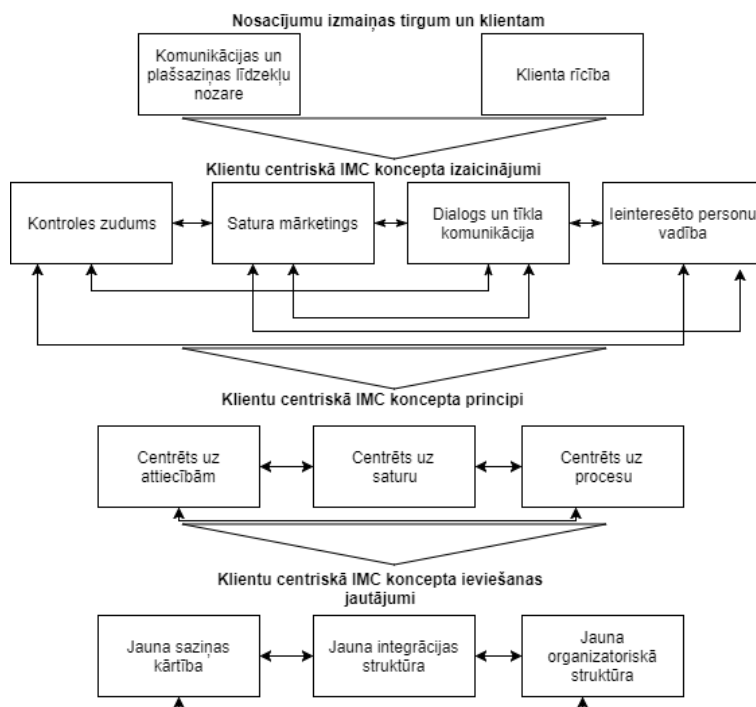 Nosacījumu izmaiņas tirgum un klientam
Komunikācijas un
plašsaziņas līdzekļu
nozare
Klienta rīcība
Klientu centriskā IMC koncepta izaicinājumi
Kontroles zudums
Satura mārketings
Dialogs un tīkla
komunikācija
Ieinteresēto personu
vadība
Klientu centriskā IMC koncepta principi
Centrēts uz
attiecībām
Centrēts uz
saturu
Centrēts uz
procesu
Klientu centriskā IMC koncepta ieviešanas
jautājumi
Jauna saziņas
kārtība
Jauna integrācijas
struktūra
Jauna
organizatoriskā
struktūra